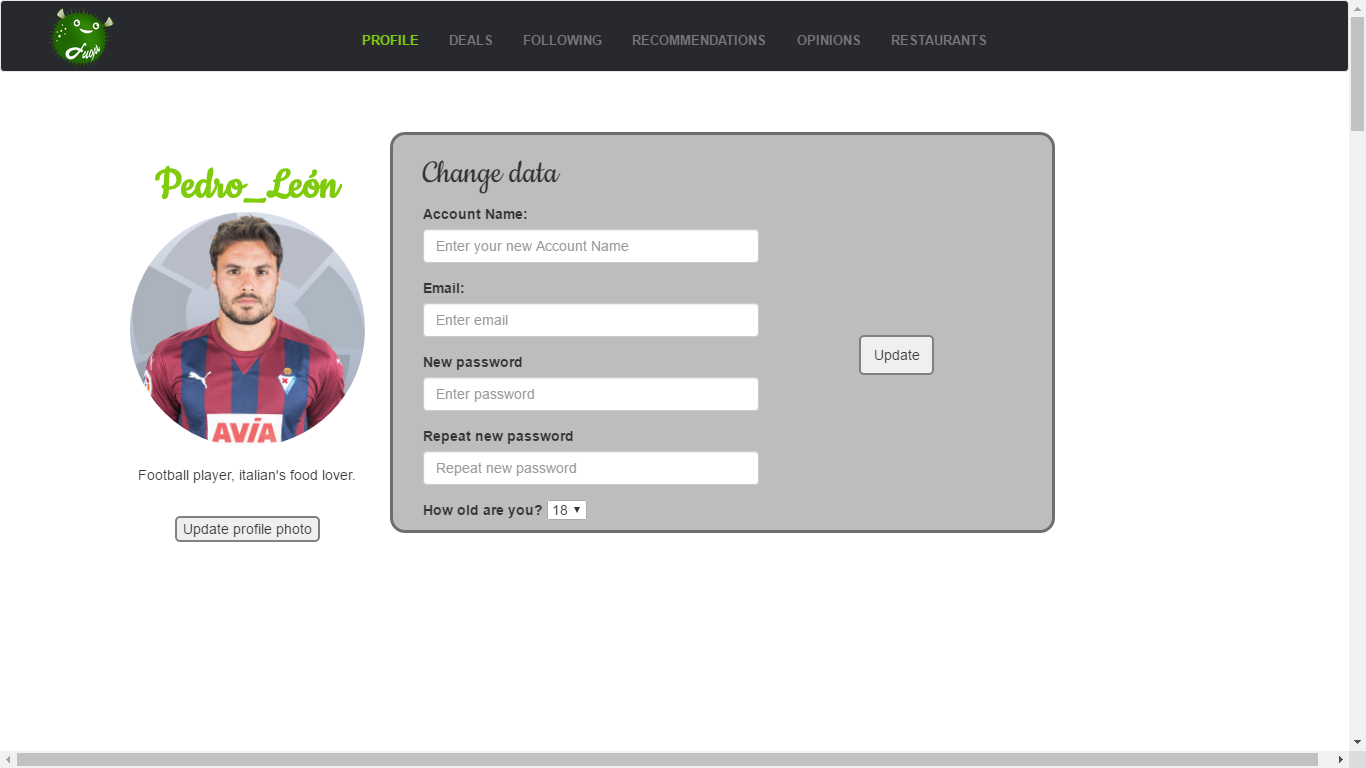 Fugu
PROFILE DEALS FOLLOWING RECOMMENDATIONS OPINIONS RESTAURANTS
Pedro_León
AVIA
Football player, italian's food lover.
Update profile photo
Change data
Account Name:
Enter your new Account Name
Email:
Enter email
New password
Enter password
Repeat new password
Repeat new password
How old are you? 18
Update